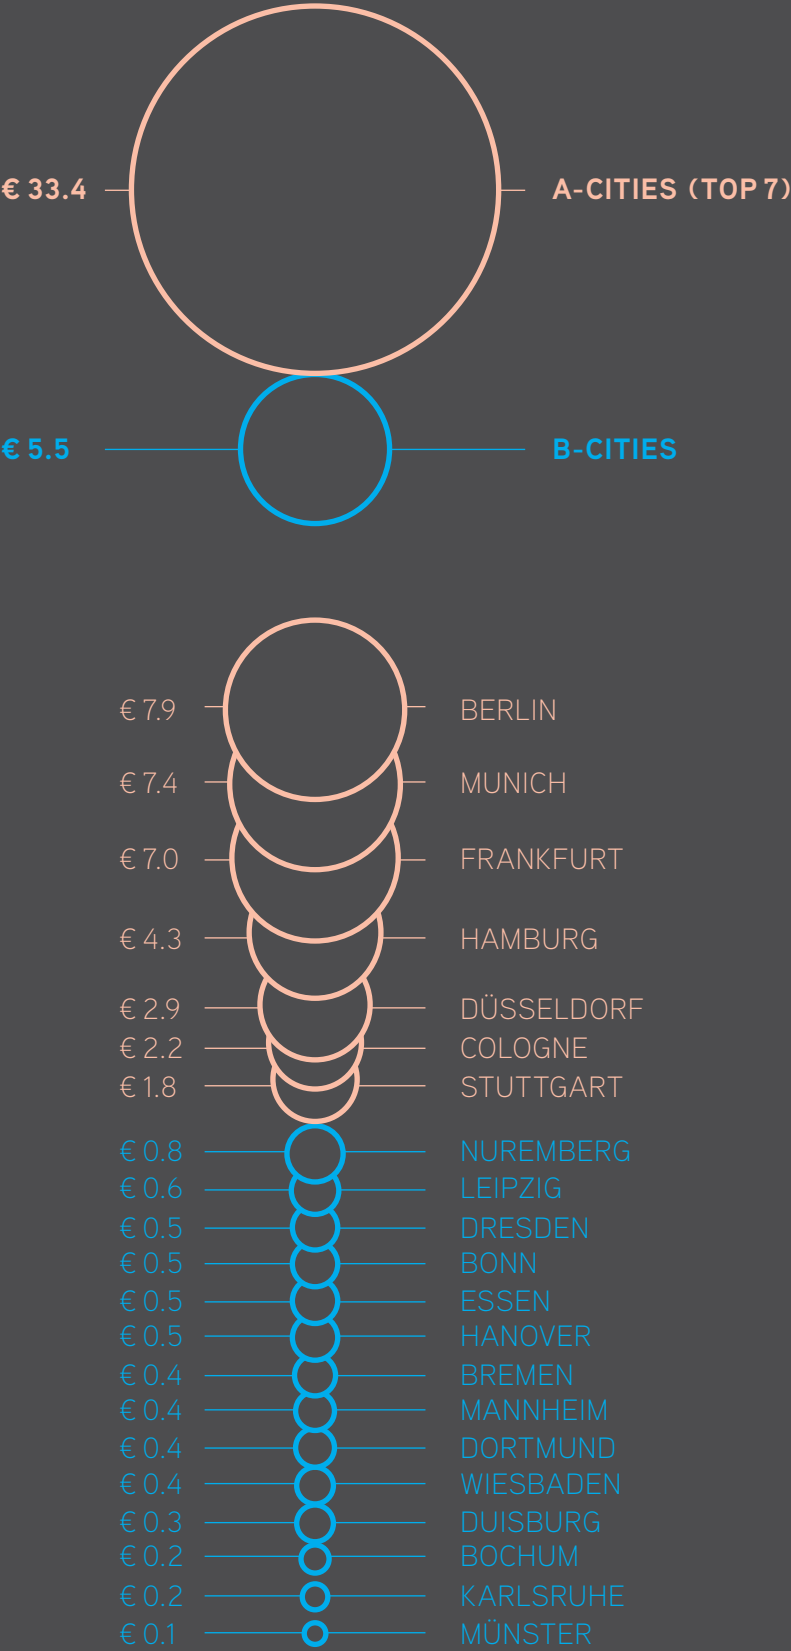 € 33.4 A-CITIES (TOP 7)
€ 5.5 B-CITIES
€ 7.9 BERLIN
€ 7.4 MUNICH
€ 7.0 FRANKFURT
€ 4.3 HAMBURG
€ 2.9 DÜSSELDORF
€ 2.2 COLOGNE
€ 1.8 STUTTGART
€ 0.8 NUREMBERG
€ 0.6 LEIPZIG
€ 0.5 DRESDEN
€ 0.5 BONN
€ 0.5 ESSEN
€ 0.5 HANOVER
€ 0.4 BREMEN
€ 0.4 MANNHEIM
€ 0.4 DORTMUND
€ 0.4 WIESBADEN
€ 0.3 DUISBURG
€ 0.2 BOCHUM
€ 0.2 KARLSRUHE
€ 0.1 MÜNSTER